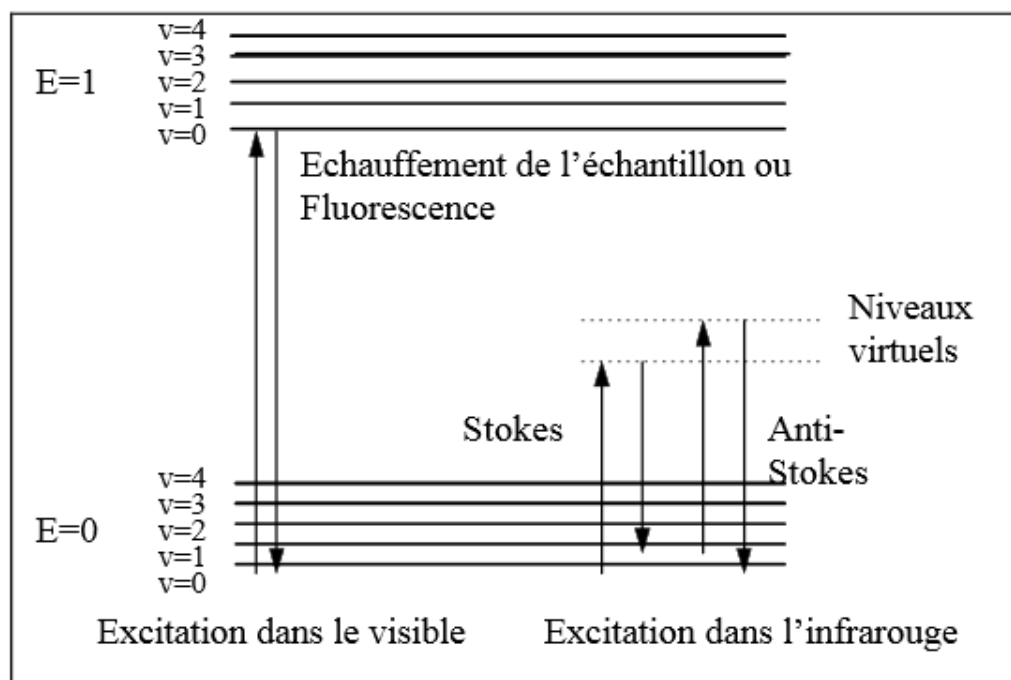 v=4
v=3
E=1
v=2
v=1
v=0
Echauffement de l'échantillon ou
Fluorescence
Niveaux
virtuels
Stokes
Anti-
Stokes
v=4
v=3
E=0
v=2
v=1
v=0
Excitation dans le visible
Excitation dans l'infrarouge